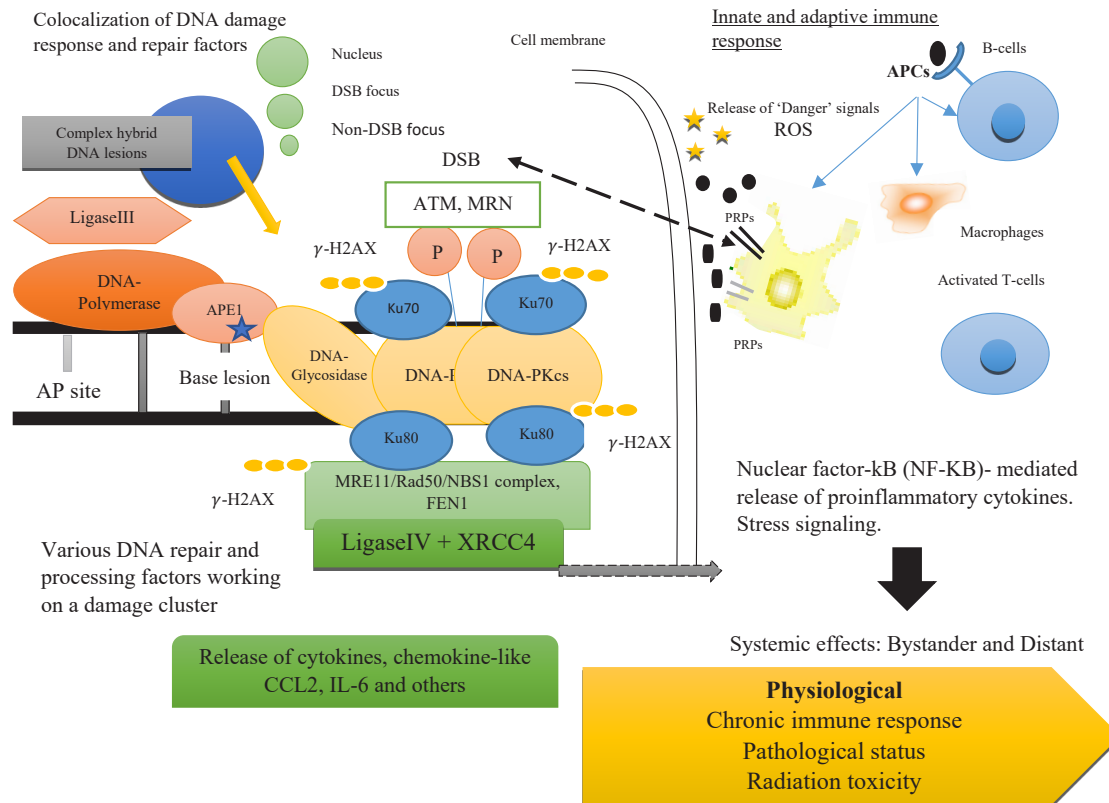 Colocalization of DNA damage
response and repair factors
Nucleus
DSB focus
Non-DSB focus
Cell membrane
Innate and adaptive immune
response
B-cells
APCs
Release of ‘Danger’ signals
ROS
Complex hybrid
DNA lesions
DSB
ATM, MRN
LigaseIII
γ-H2AX
P
P
γ-H2AX
PRPs
Macrophages
DNA-
Polymerase
APE1
Ku70
Ku70
Activated T-cells
PRPs
AP site
Base lesion
DNA-
Glycosidase
DNA-P
DNA-PKcs
Ku80
Ku80
γ-H2AX
γ-H2AX
MRE11/Rad50/NBS1 complex,
FEN1
LigaseIV + XRCC4
Nuclear factor-kB (NF-KB)- mediated
release of proinflammatory cytokines.
Stress signaling.
Various DNA repair and
processing factors working
on a damage cluster
Release of cytokines, chemokine-like
CCL2, IL-6 and others
Systemic effects: Bystander and Distant
Physiological
Chronic immune response
Pathological status
Radiation toxicity